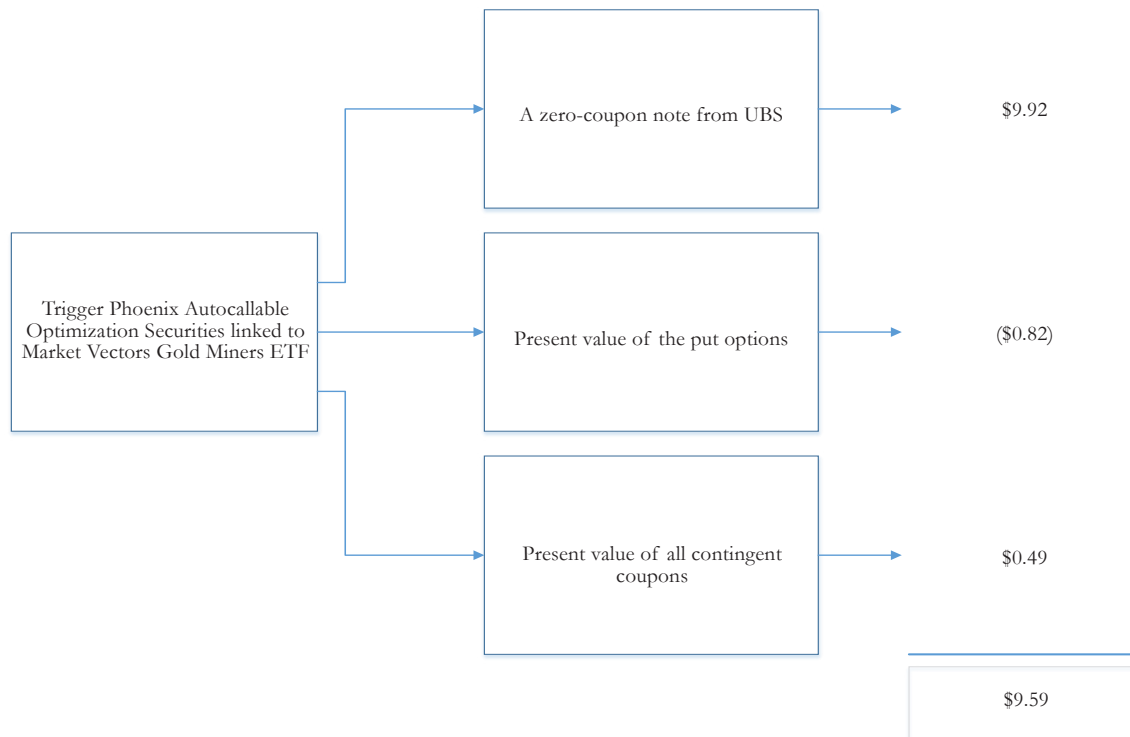 A zero-coupon note from UBS
$9.92
Trigger Phoenix Autocallable
Optimization Securities linked to
Market Vectors Gold Miners ETF
Present value of the put options
($0.82)
Present value of all contingent
coupons
$0.49
$9.59